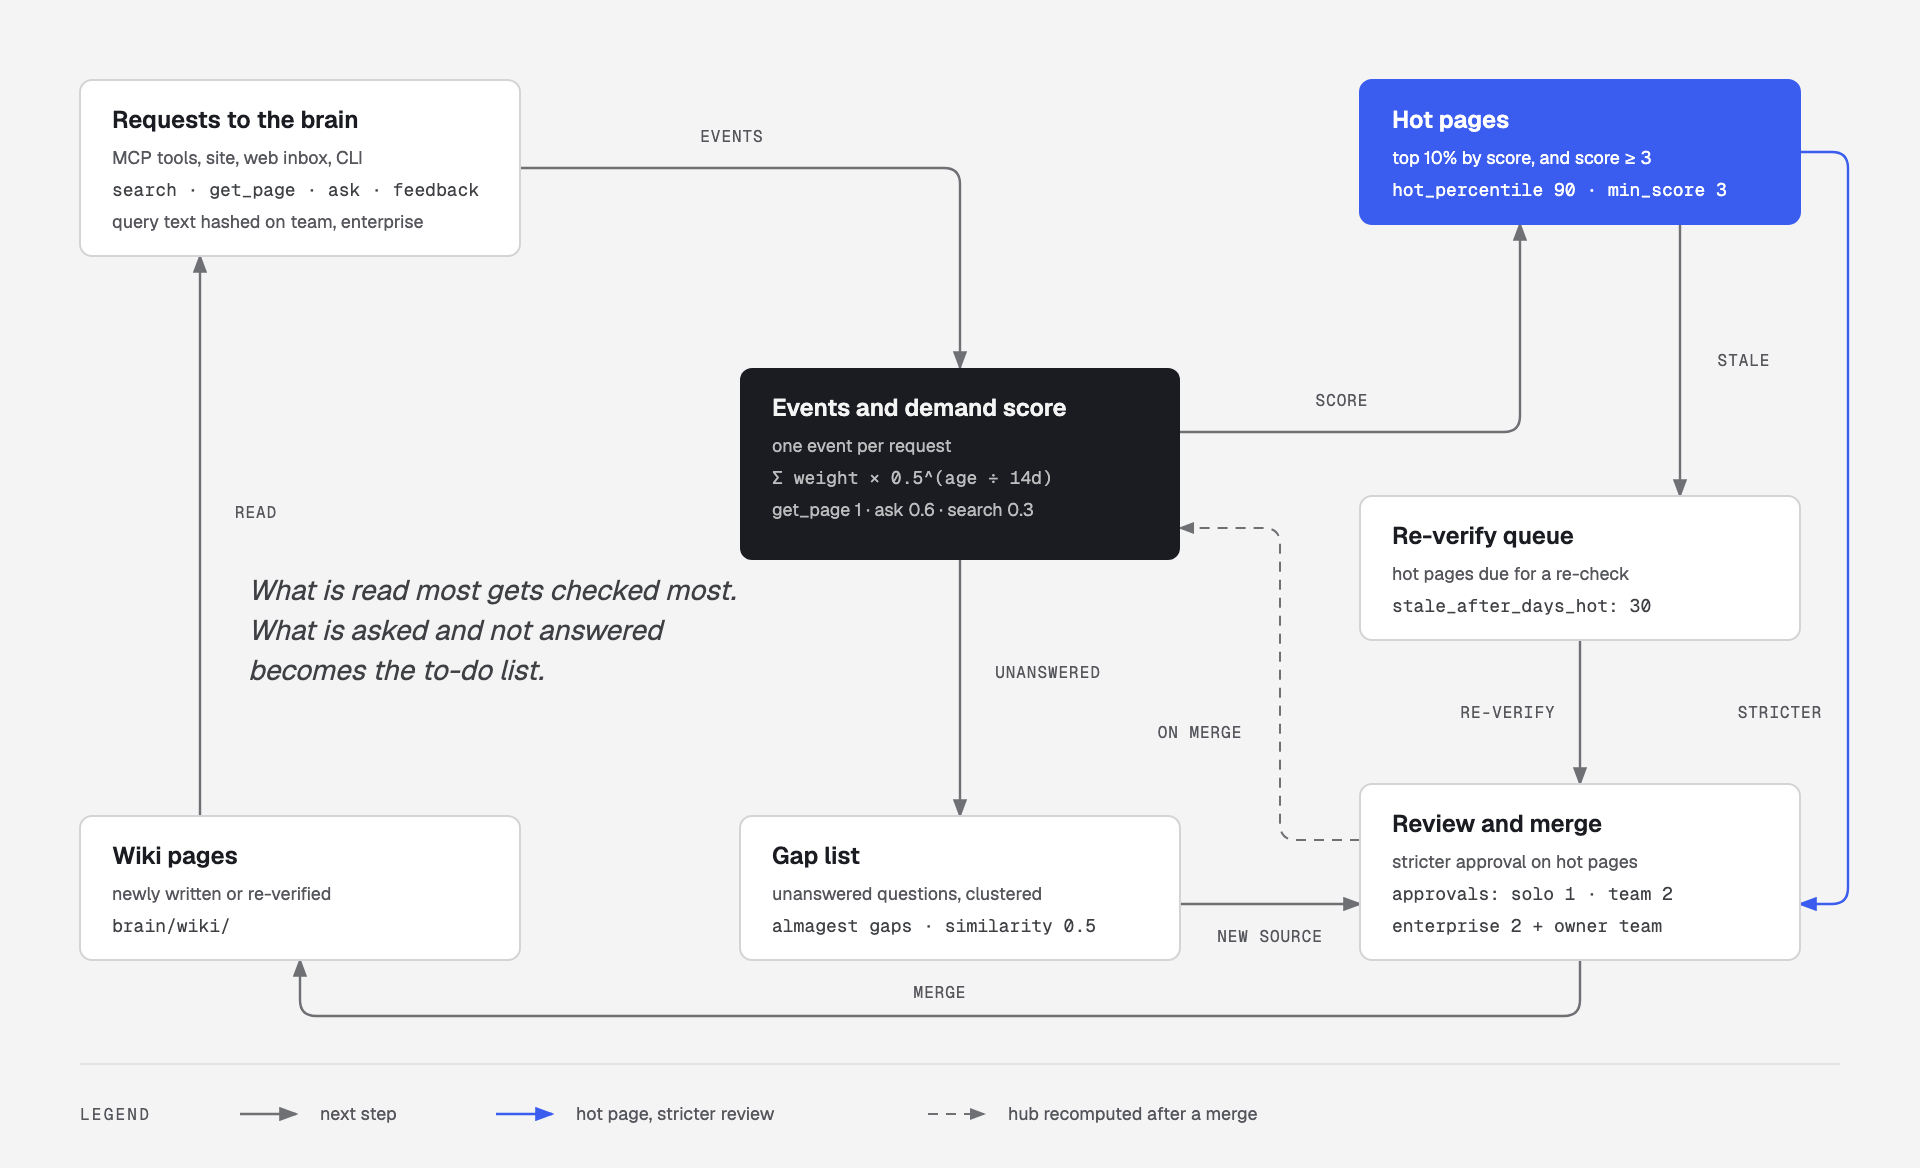 Requests to the brain
MCP tools, site, web inbox, CLI
search · get_page · ask · feedback
query text hashed on team, enterprise
EVENTS
Hot pages
top 10% by score, and score ≥ 3
hot_percentile 90 · min_score 3
STALE
SCORE
Events and demand score
one event per request
Σ weight × 0.5^(age ÷ 14d)
get_page 1 · ask 0.6 · search 0.3
READ
What is read most gets checked most.
What is asked and not answered
becomes the to-do list.
Re-verify queue
hot pages due for a re-check
stale_after_days_hot: 30
UNANSWERED
ON MERGE
RE-VERIFY
STRICTER
Wiki pages
newly written or re-verified
brain/wiki/
Gap list
unanswered questions, clustered
almagest gaps · similarity 0.5
NEW SOURCE
Review and merge
stricter approval on hot pages
approvals: solo 1 · team 2
enterprise 2 + owner team
MERGE
LEGEND
next step
hot page, stricter review
hub recomputed after a merge